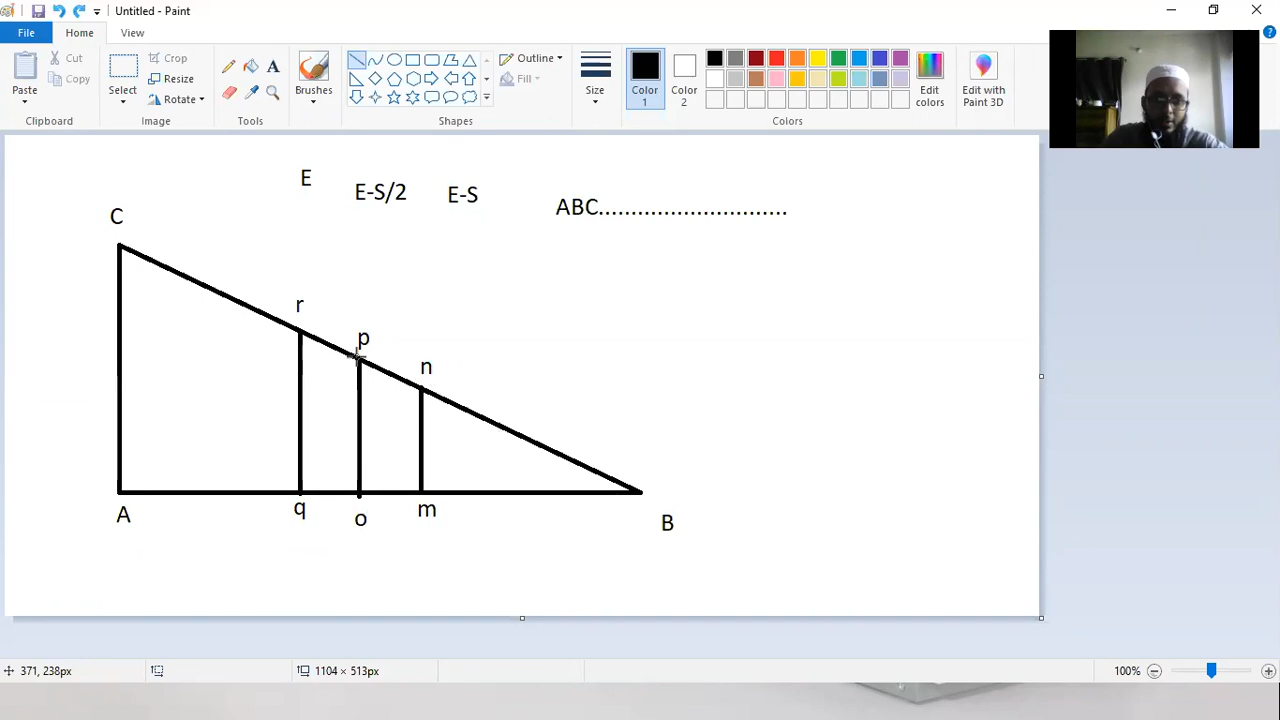 Untitled - Paint
File Home View
Paste
Cut
Copy
Clipboard
Select
Crop
Resize
Rotate
Image
A
Tools
Brushes
Outline
Fill
Shapes
Size
Color 1
Color 2
Edit colors
Colors
Edit with Paint 3D
E
E-S/2
E-S
ABC............................
C
r
p
n
A
q
o
m
B
371, 238px
1104 × 513px
100%